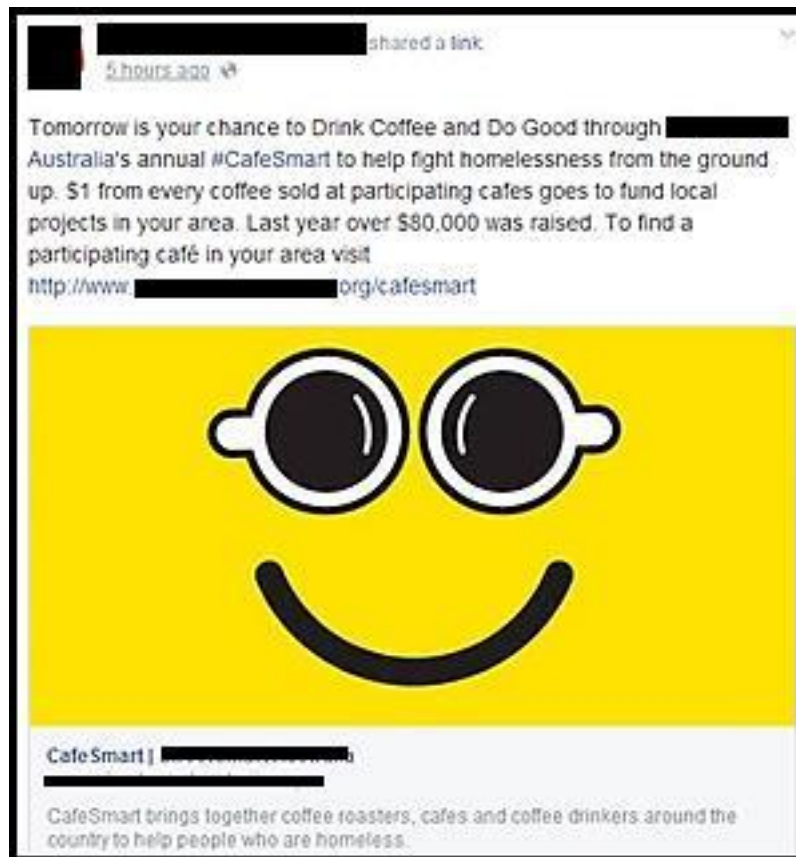 shared a link
5 hours ago
Tomorrow is your chance to Drink Coffee and Do Good through
Australia's annual #CafeSmart to help fight homelessness from the ground
up. $1 from every coffee sold at participating cafes goes to fund local
projects in your area. Last year over $80,000 was raised. To find a
participating café in your area visit
http://www. org/cafesmart
CafeSmart |
CafeSmart brings together coffee roasters, cafes and coffee drinkers around the
country to help people who are homeless.